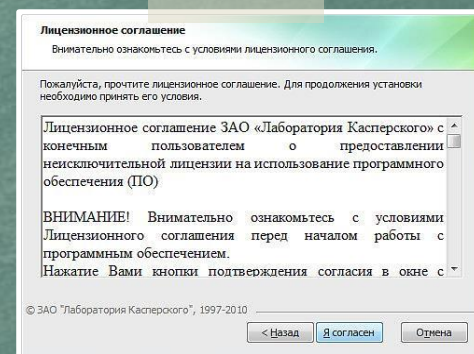 Лицензионное соглашение
Внимательно ознакомьтесь с условиями лицензионного соглашения.
Пожалуйста, прочтите лицензионное соглашение. Для продолжения установки
необходимо принять его условия.
Лицензионное соглашение ЗАО «Лаборатория Касперского» с
конечным пользователем о предоставлении
неисключительной лицензии на использование программного
обеспечения (ПО)
ВНИМАНИЕ! Внимательно ознакомьтесь с условиями
Лицензионного соглашения перед началом работы с
программным обеспечением.
Нажатие Вами кнопки подтверждения согласия в окне с
© ЗАО "Лаборатория Касперского", 1997-2010
< Назад Я согласен Отмена